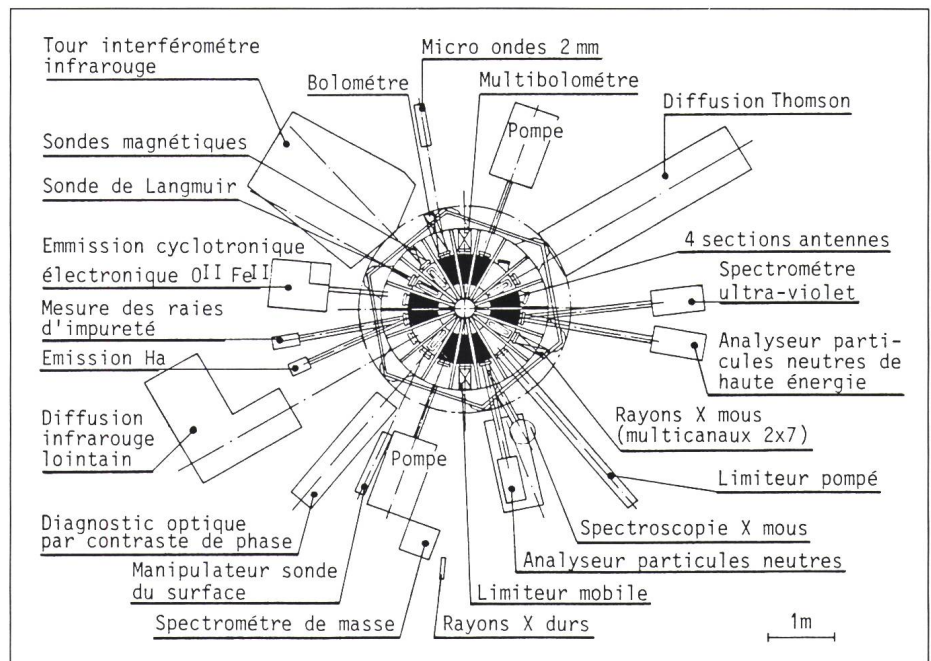 Tour interférométre
infrarouge
Micro ondes 2 mm
Bolométre
Multibolométre
Diffusion Thomson
Pompe
Sondes magnétiques
Sonde de Langmuir
Emmission cyclotronique
électronique OII FeII
4 sections antennes
Spectrométre
ultra-violet
Mesure des raies
d'impureté
Emission Ha
Analyseur parti-
cules neutres de
haute énergie
Diffusion
infrarouge
lointain
Rayons X mous
(multicanaux 2x7)
Pompe
Limiteur pompé
Diagnostic optique
par contraste de phase
Spectroscopie X mous
Analyseur particules neutres
Manipulateur sonde
du surface
Limiteur mobile
Spectrométre de masse
Rayons X durs
1m